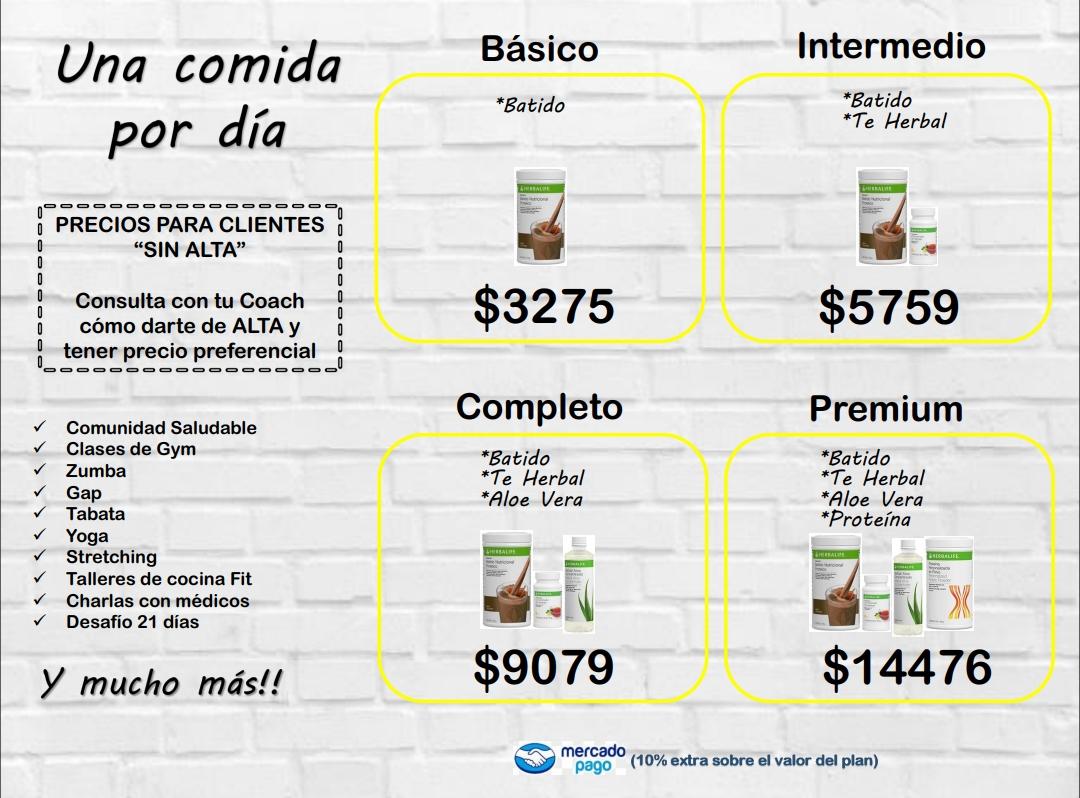 Una comida
por día
PRECIOS PARA CLIENTES
“SIN ALTA”
Consulta con tu Coach
cómo darte de ALTA y
tener precio preferencial
✓ Comunidad Saludable
✓ Clases de Gym
✓ Zumba
✓ Gap
✓ Tabata
✓ Yoga
✓ Stretching
✓ Talleres de cocina Fit
✓ Charlas con médicos
✓ Desafío 21 días
Y mucho más!!
Básico
*Batido
HERBALIFE
$3275
Intermedio
*Batido
*Te Herbal
HERBALIFE
$5759
Completo
*Batido
*Te Herbal
*Aloe Vera
HERBALIFE
$9079
Premium
*Batido
*Te Herbal
*Aloe Vera
*Proteína
HERBALIFE
HERBALIFE
$14476
mercado
pago
(10% extra sobre el valor del plan)